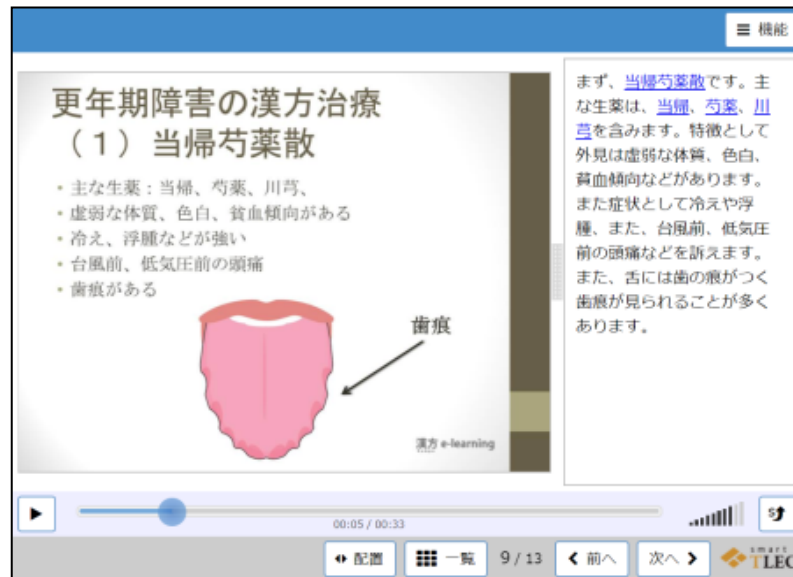 ≡ 機能
更年期障害の漢方治療
（１）当帰芍薬散
・主な生薬：当帰、芍薬、川芎、
・虚弱な体質、色白、貧血傾向がある
・冷え、浮腫などが強い
・台風前、低気圧前の頭痛
・歯痕がある
歯痕
漢方 e-learning
まず、当帰芍薬散です。主
な生薬は、当帰、芍薬、川
芎を含みます。特徴として
外見は虚弱な体質、色白、
貧血傾向などがあります。
また症状として冷えや浮
腫、また、台風前、低気圧
前の頭痛などを訴えます。
また、舌には歯の痕がつく
歯痕が見られることが多く
あります。
00:05 / 00:33
S
配置
一覧
9 / 13
前へ
次へ
smart
TLEC